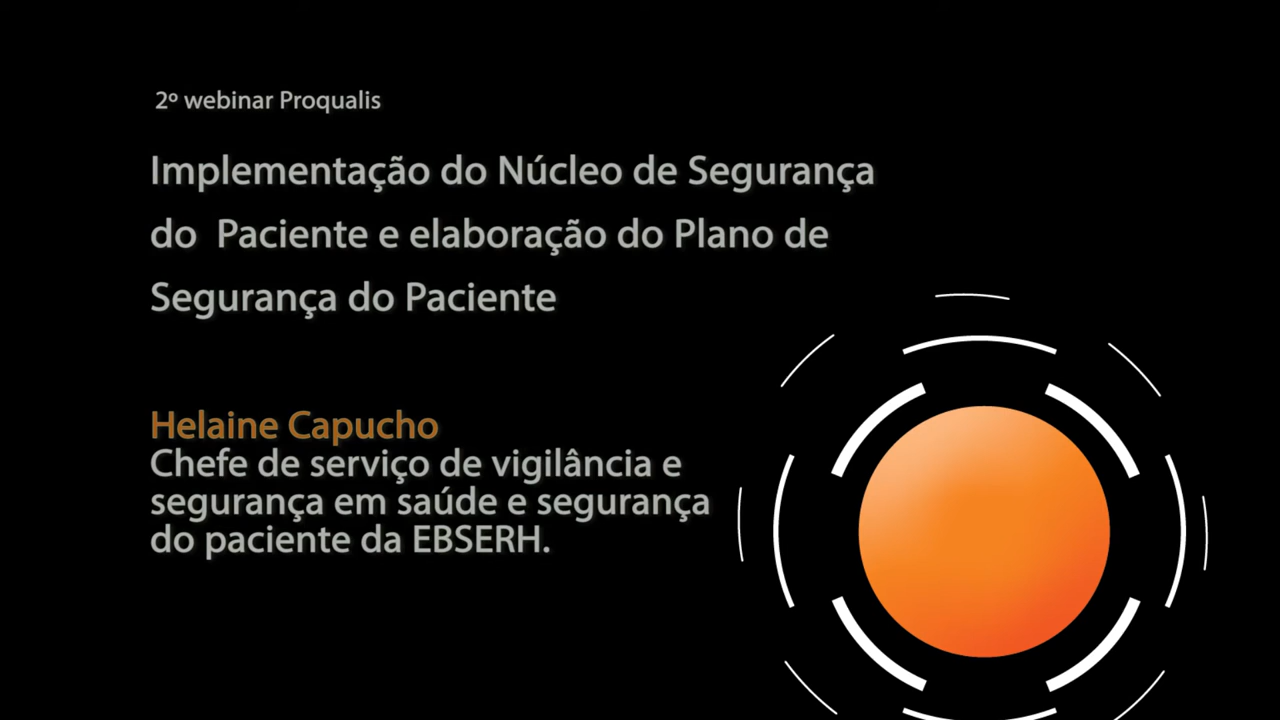 2º webinar Proqualis
Implementação do Núcleo de Segurança
do Paciente e elaboração do Plano de
Segurança do Paciente
Helaine Capucho
Chefe de serviço de vigilância e
segurança em saúde e segurança
do paciente da EBSERH.